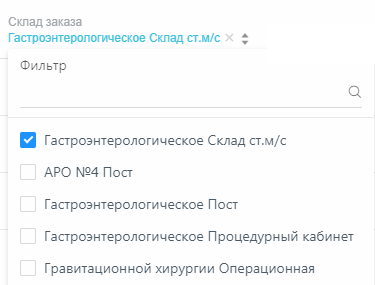 Склад заказа
Гастроэнтерологическое Склад ст.м/с
Фильтр
Гастроэнтерологическое Склад ст.м/с
АРО №4 Пост
Гастроэнтерологическое Пост
Гастроэнтерологическое Процедурный кабинет
Гравитационной хирургии Операционная